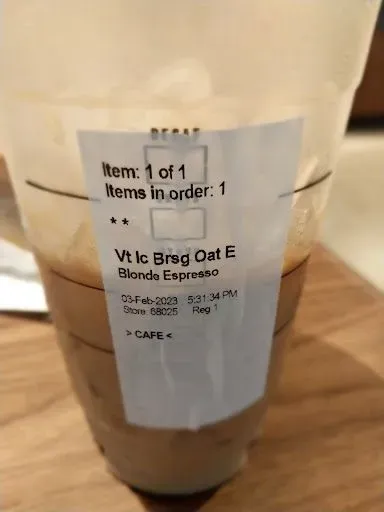 DECAF
Item: 1 of 1
Items in order: 1
* *
Vt Ic Brsg Oat E
Blonde Espresso
03-Feb-2023 5:31:34 PM
Store 68025 Reg 1
> CAFE <